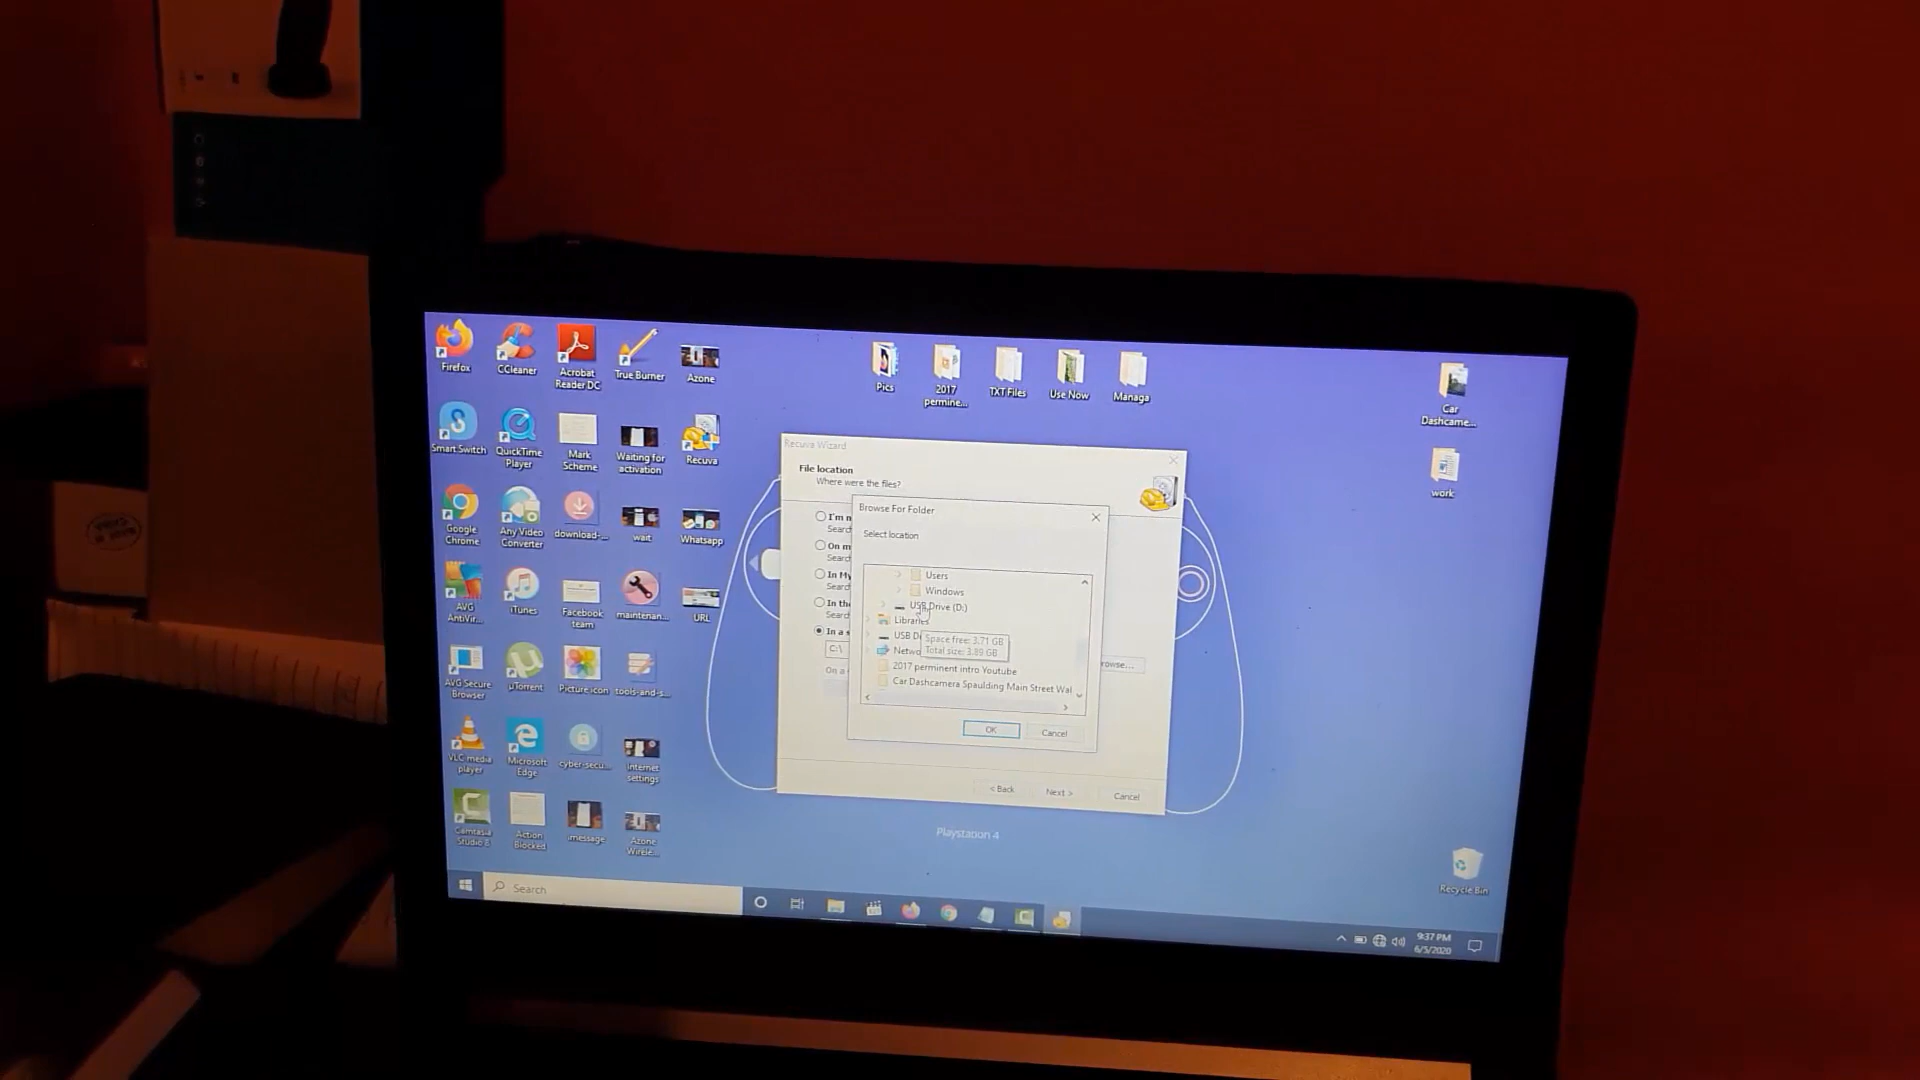 Firefox
CCleaner
Acrobat
Reader DC
True Burner
Azone
Pics
2017
permine...
TXT Files
Use Now
Managa
Car
Dashcame...
Smart Switch
QuickTime
Player
Mark
Scheme
Waiting for
activation
Recuva
work
Google
Chrome
Any Video
Converter
download-...
wait
Whatsapp
AVG
AntiVir...
iTunes
Facebook
team
maintenan...
URL
AVG Secure
Browser
µTorrent
Picture icon
tools-and-s...
VLC media
player
Microsoft
Edge
cyber-secu...
internet
settings
Camtasia
Studio 8
Action
Blocked
imessage
Azone
Wirele...
Recuva Wizard
File location
Where were the files?
I'm n
Search
On m
Search
In My
Search
In the
Search
In a s
C:\
On a
Browse For Folder
Select location
Users
Windows
USB Drive (D:)
Libraries
USB D
Space free: 3.71 GB
Total size: 3.89 GB
Netwo
2017 perminent intro Youtube
Car Dashcamera Spaulding Main Street Wal
OK
Cancel
rowse...
< Back
Next >
Cancel
Playstation 4
Recycle Bin
Search
9:37 PM
6/5/2020